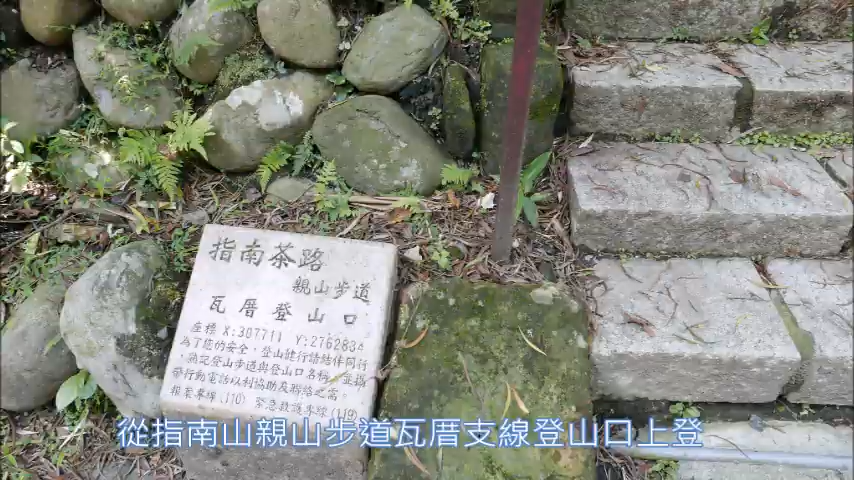 指南茶路
親山步道
瓦厝登山口
座標 X:307711 Y:2762834
為了您的安全,登山健行請結伴同行
,熟記登山步道與登山口名稱,並攜
帶行動電話以利協助及聯絡之需。
報案專線(110) 緊急救護專線(119)
從指南山親山步道瓦厝支線登山口上登